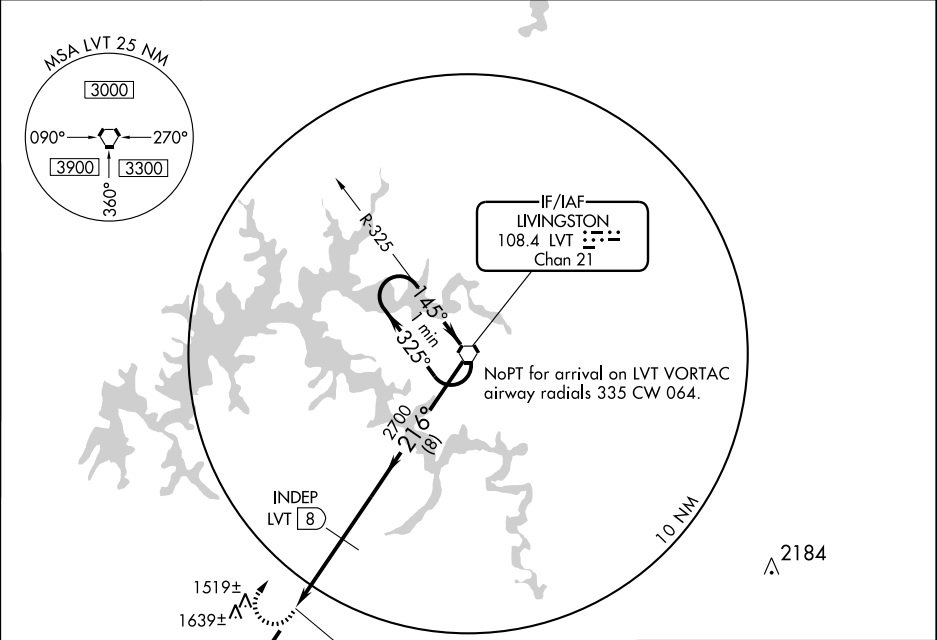 MSA LVT 25 NM
3000
090°
270°
3900
3300
360°
R-325
IF/IAF
LIVINGSTON
108.4 LVT
Chan 21
145°
1 min
325°
NoPT for arrival on LVT VORTAC
airway radials 335 CW 064.
2700
216°
(8)
INDEP
LVT 8
10 NM
2184
1519±
1639±